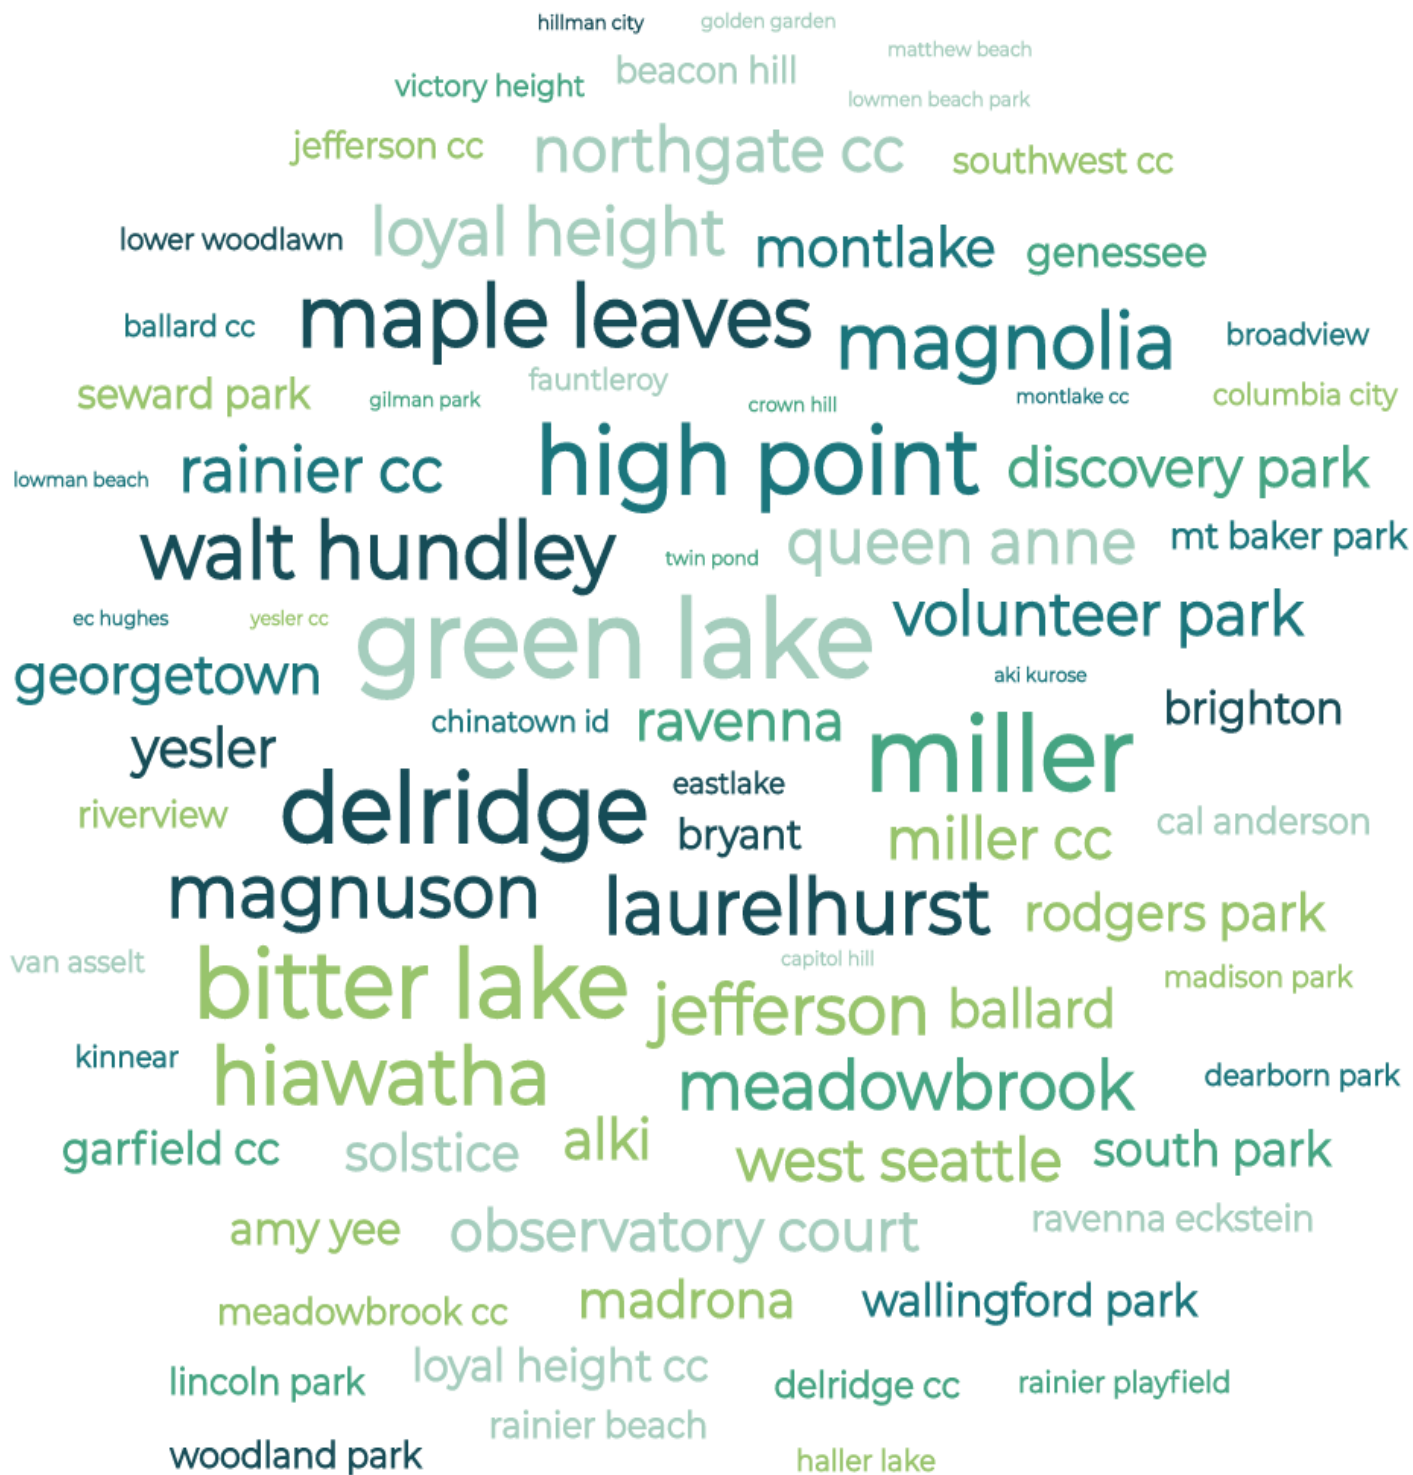 hillman city
golden garden
matthew beach
victory height
beacon hill
lowmen beach park
jefferson cc
northgate cc
southwest cc
lower woodlawn
loyal height
montlake
genessee
ballard cc
maple leaves
magnolia
broadview
seward park
gilman park
fauntleroy
crown hill
montlake cc
columbia city
lowman beach
rainier cc
high point
discovery park
walt hundley
twin pond
queen anne
mt baker park
ec hughes
yesler cc
green lake
volunteer park
georgetown
aki kurose
brighton
yesler
chinatown id
ravenna
miller
riverview
delridge
eastlake
bryant
miller cc
cal anderson
magnuson
laurelhurst
rodgers park
van asselt
bitter lake
capitol hill
jefferson
ballard
madison park
kinnear
hiawatha
meadowbrook
dearborn park
garfield cc
solstice
alki
west seattle
south park
amy yee
observatory court
ravenna eckstein
meadowbrook cc
madrona
wallingford park
lincoln park
loyal height cc
delridge cc
rainier playfield
rainier beach
woodland park
haller lake